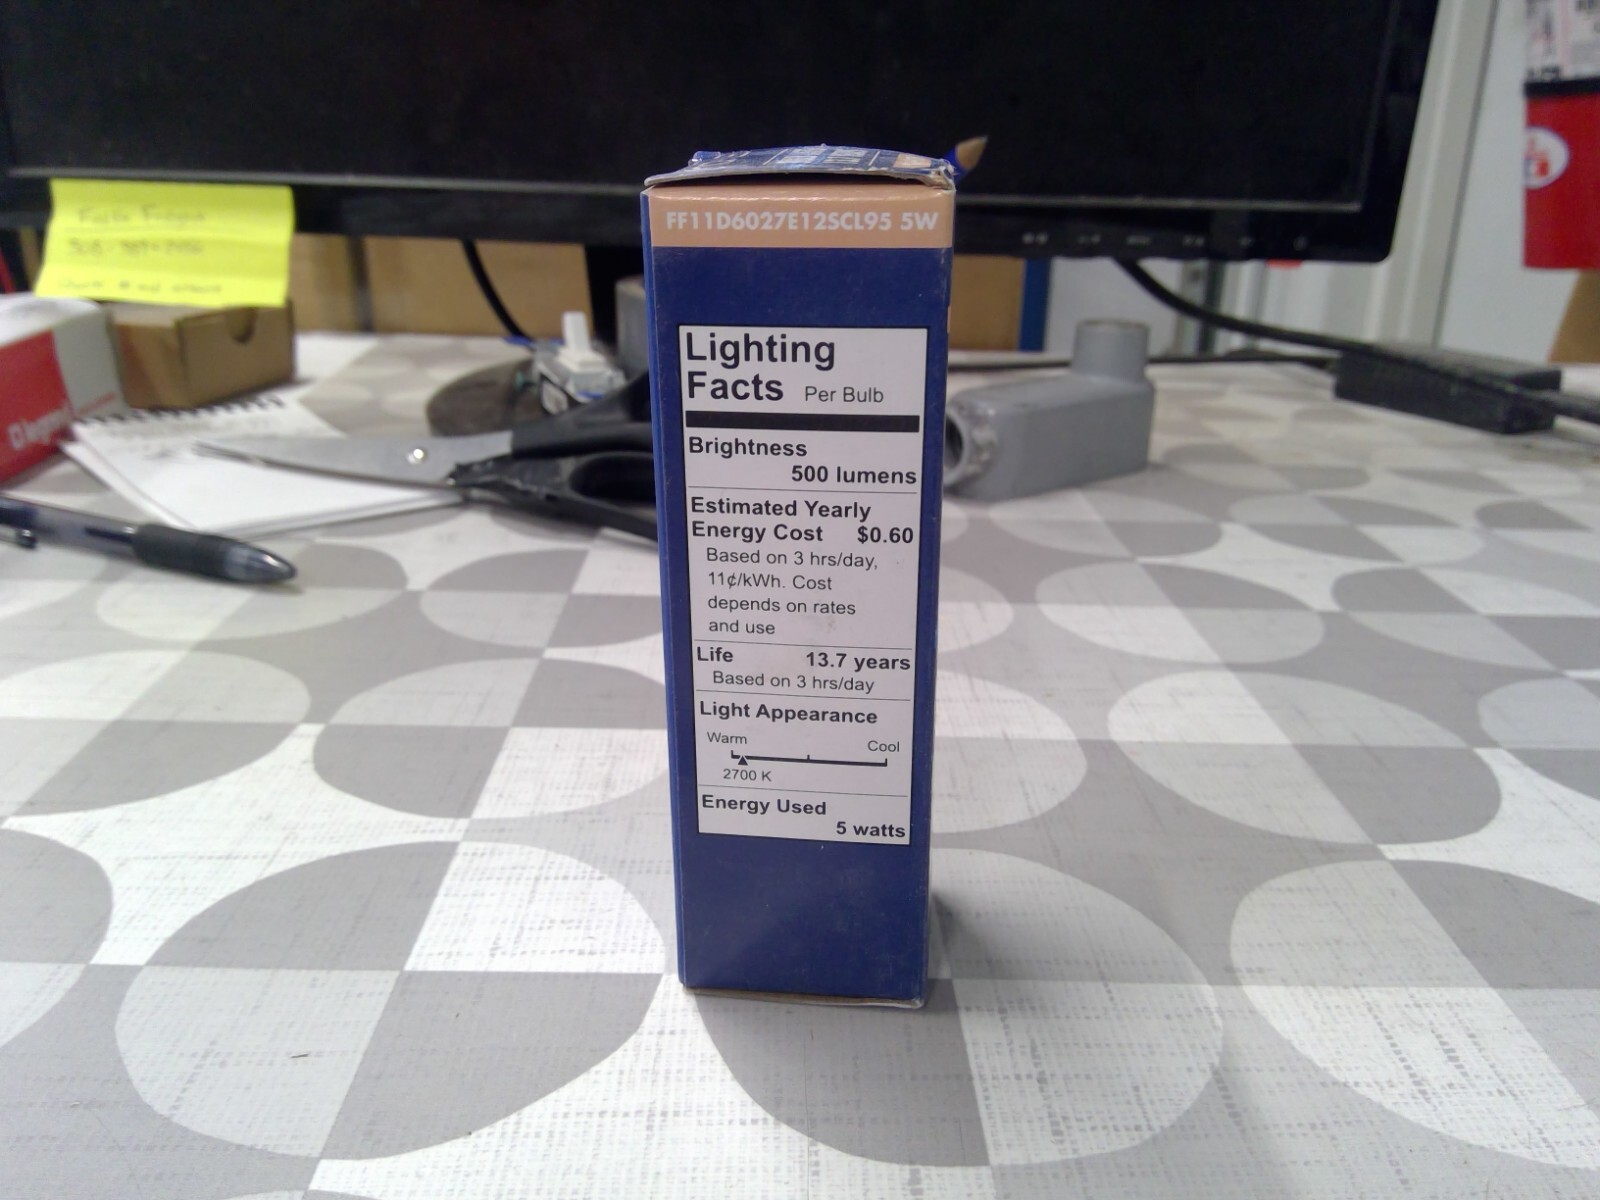 FF11D6027E12SCL95 5W
Lighting
Facts Per Bulb
Brightness
500 lumens
Estimated Yearly
Energy Cost $0.60
Based on 3 hrs/day,
11¢/kWh. Cost
depends on rates
and use
Life 13.7 years
Based on 3 hrs/day
Light Appearance
Warm Cool
2700 K
Energy Used
5 watts